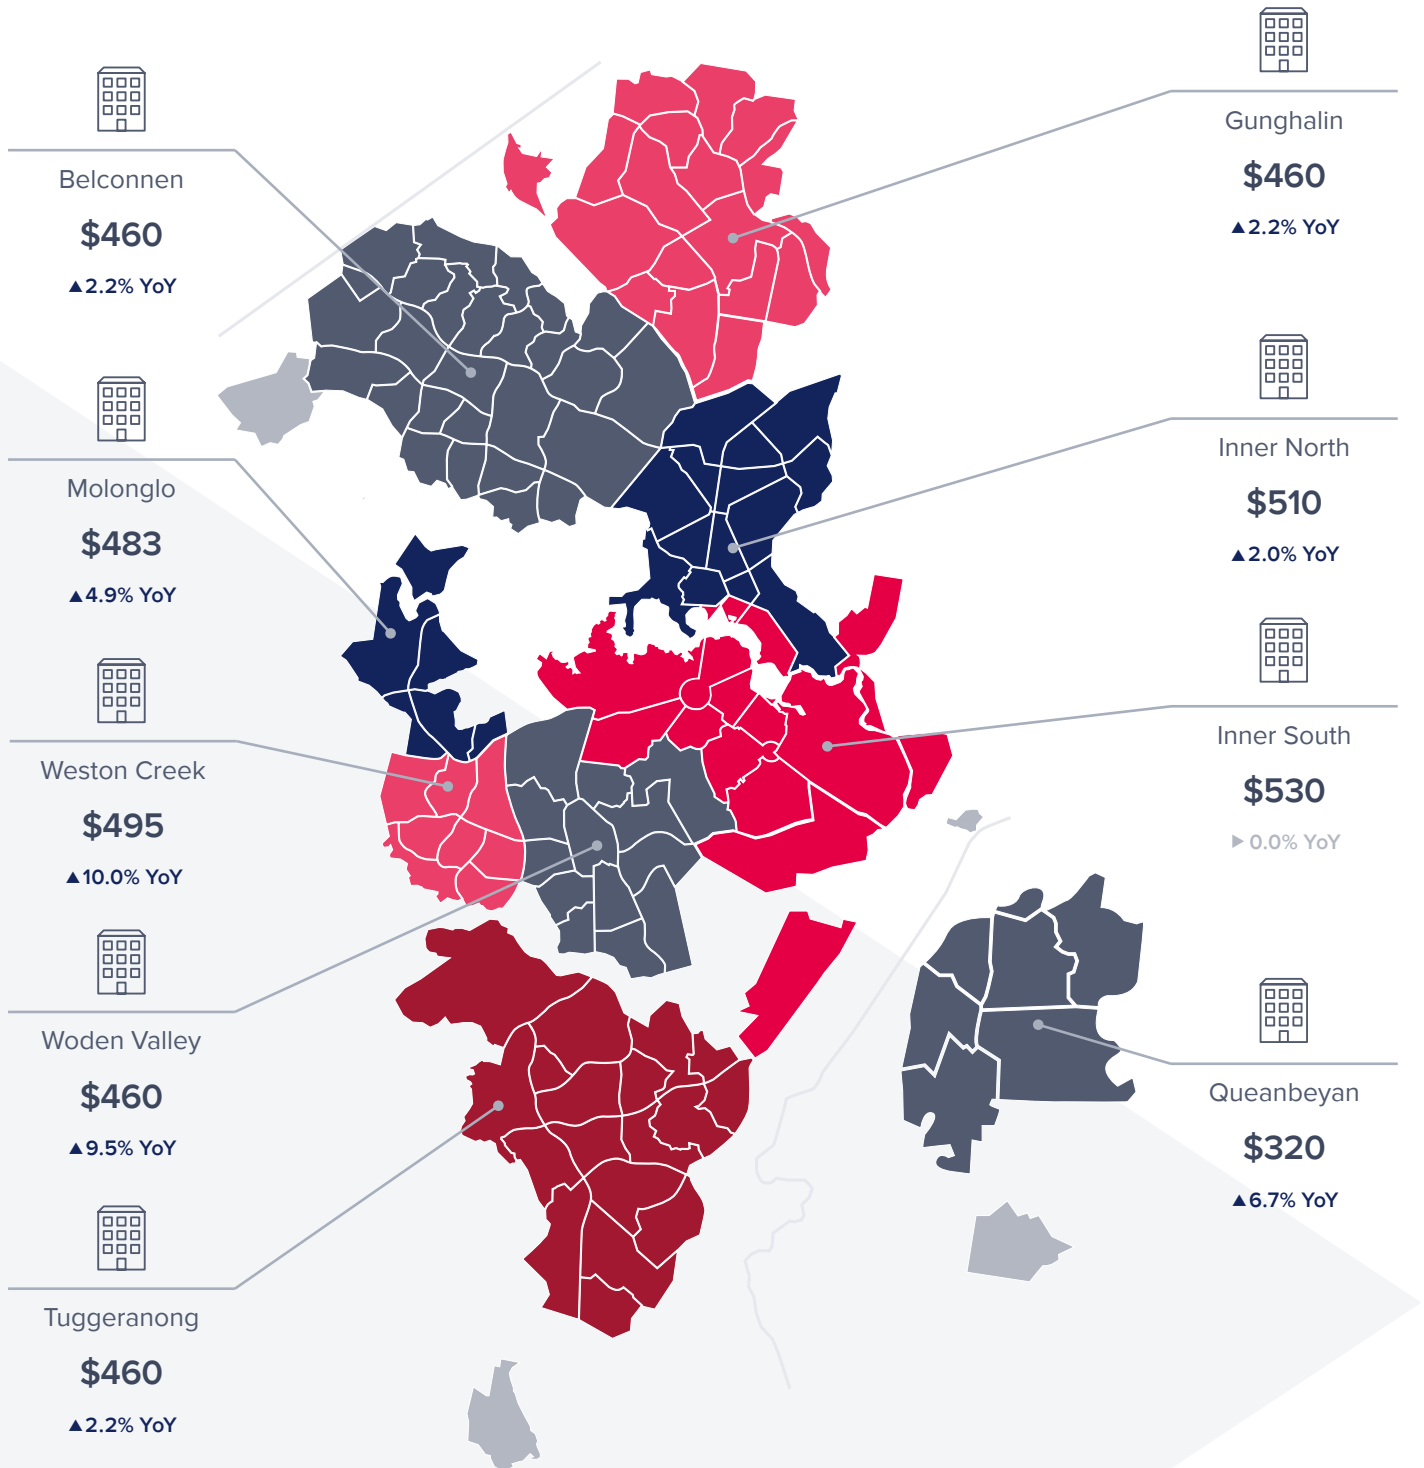 Belconnen
$460
▲2.2% YoY
Molonglo
$483
▲4.9% YoY
Weston Creek
$495
▲10.0% YoY
Woden Valley
$460
▲9.5% YoY
Tuggeranong
$460
▲2.2% YoY
Gunghalin
$460
▲2.2% YoY
Inner North
$510
▲2.0% YoY
Inner South
$530
▶0.0% YoY
Queanbeyan
$320
▲6.7% YoY